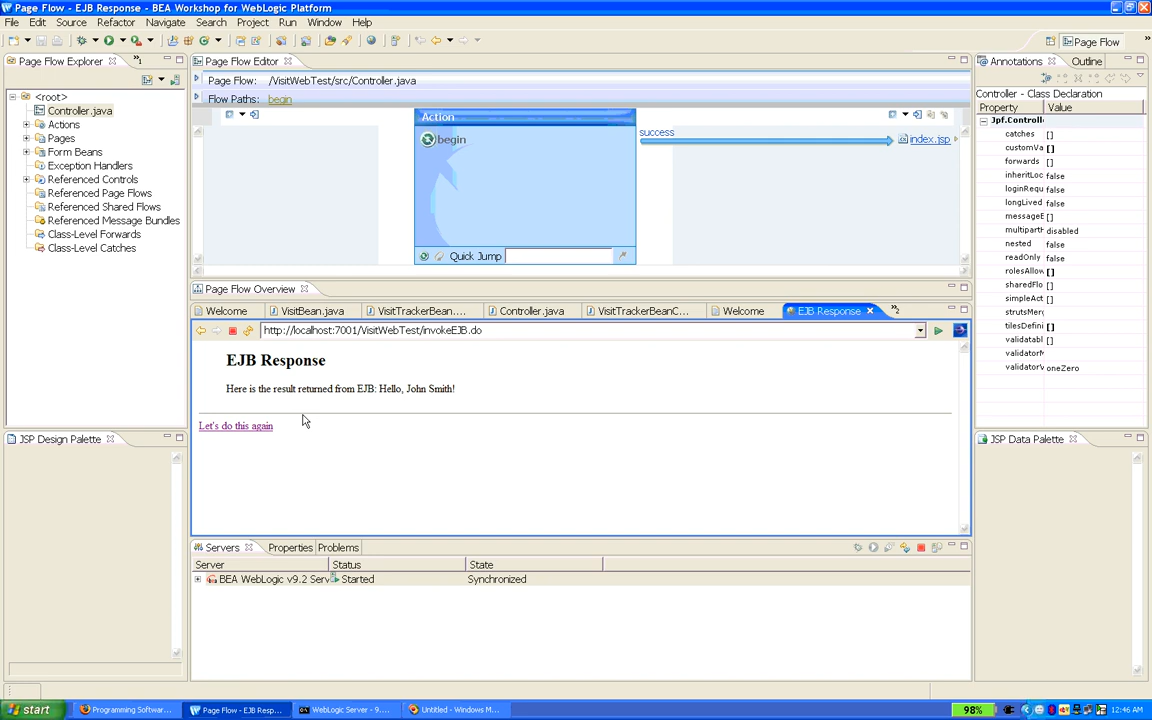 Page Flow - EJB Response - BEA Workshop for WebLogic Platform
File Edit Source Refactor Navigate Search Project Run Window Help
Page Flow
Page Flow Explorer
<root>
Controller.java
Actions
Pages
Form Beans
Exception Handlers
Referenced Controls
Referenced Page Flows
Referenced Shared Flows
Referenced Message Bundles
Class-Level Forwards
Class-Level Catches
Page Flow Editor
Page Flow: /VisitWebTest/src/Controller.java
Flow Paths: begin
Action
begin
success
index.jsp
Quick Jump
Page Flow Overview
Welcome VisitBean.java VisitTrackerBean.... Controller.java VisitTrackerBeanC... Welcome EJB Response
http://localhost:7001/VisitWebTest/invokeEJB.do
EJB Response
Here is the result returned from EJB: Hello, John Smith!
Let's do this again
Servers Properties Problems
Server Status State
BEA WebLogic v9.2 Serv Started Synchronized
Annotations Outline
Controller - Class Declaration
Property Value
Jpf.Controll
catches []
customVa []
forwards []
inheritLoc false
loginRequ false
longLived false
messageE []
multipartH disabled
nested false
readOnly false
rolesAllow []
sharedFlo []
simpleAct []
strutsMerg
tilesDefini []
validatabl []
validatorM
validatorV oneZero
JSP Design Palette
JSP Data Palette
start Programming Softwar... Page Flow - EJB Resp... WebLogic Server - 9.... Untitled - Windows M... 98% 12:46 AM